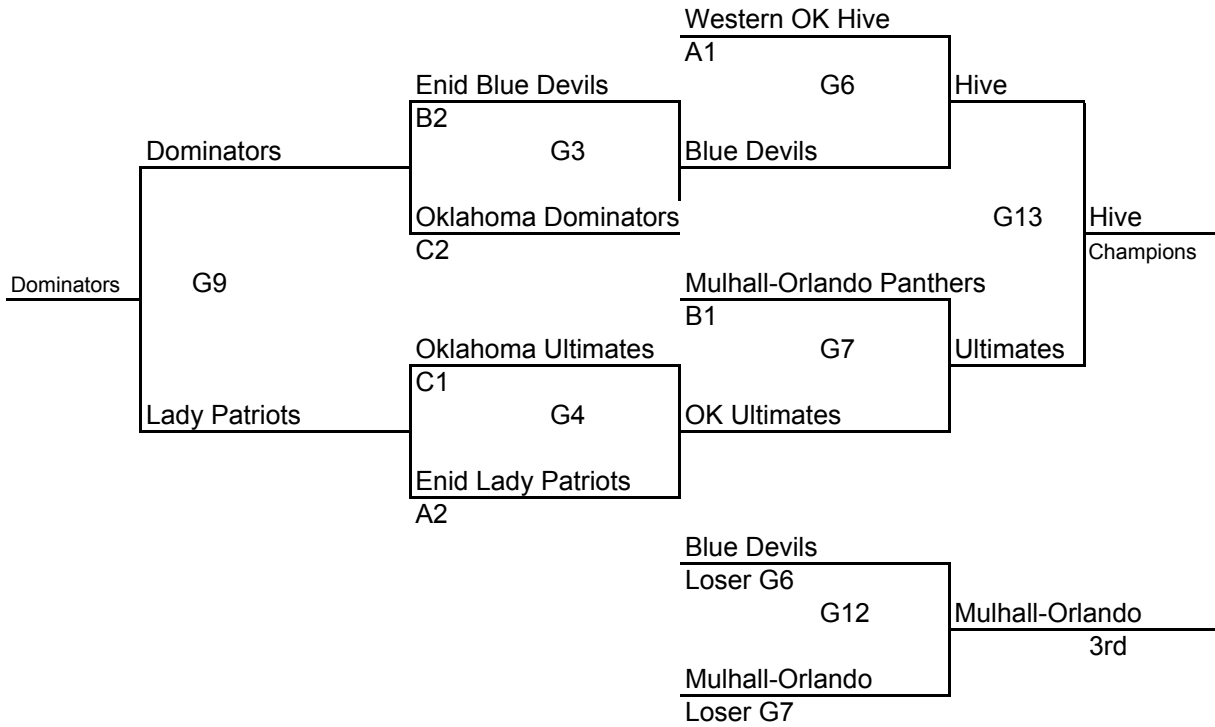 Western OK Hive
A1
Enid Blue Devils
G6
Hive
B2
Dominators
G3
Blue Devils
Oklahoma Dominators
G13
Hive
C2
Champions
Dominators
G9
Mulhall-Orlando Panthers
B1
Oklahoma Ultimates
G7
Ultimates
C1
Lady Patriots
G4
OK Ultimates
Enid Lady Patriots
A2
Blue Devils
Loser G6
G12
Mulhall-Orlando
3rd
Mulhall-Orlando
Loser G7